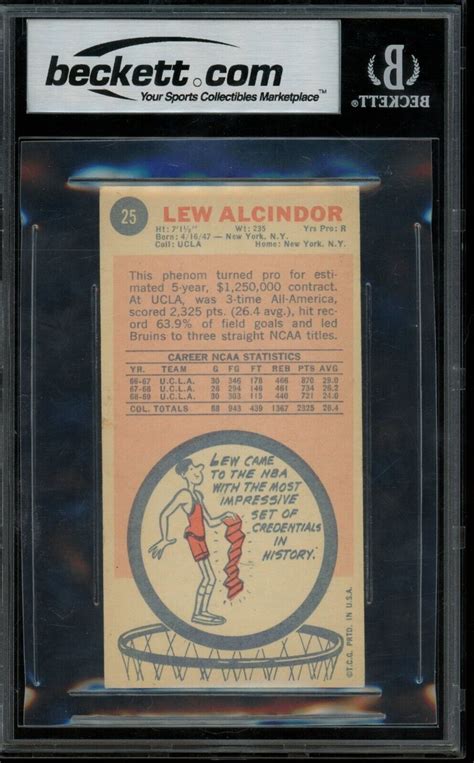 beckett.com
Your Sports Collectibles Marketplace™
B
BECKETT
25
LEW ALCINDOR
Ht: 7'1⅜" Wt: 235 Yrs Pro: R
Born: 4/16/47 — New York, N.Y.
Coll: UCLA Home: New York, N.Y.
This phenom turned pro for esti-
mated 5-year, $1,250,000 contract.
At UCLA, was 3-time All-America,
scored 2,325 pts. (26.4 avg.), hit record
63.9% of field goals and led
Bruins to three straight NCAA titles.
CAREER NCAA STATISTICS
YR. TEAM G FG FT REB PTS AVG
66-67 U.C.L.A. 30 346 178 466 870 29.0
67-68 U.C.L.A. 28 294 146 461 734 26.2
68-69 U.C.L.A. 30 303 115 440 721 24.0
COL. TOTALS 88 943 439 1367 2325 26.4
LEW CAME
TO THE NBA
WITH THE MOST
IMPRESSIVE
SET OF
CREDENTIALS
IN
HISTORY.
©T.C.G. PRTD. IN U.S.A.